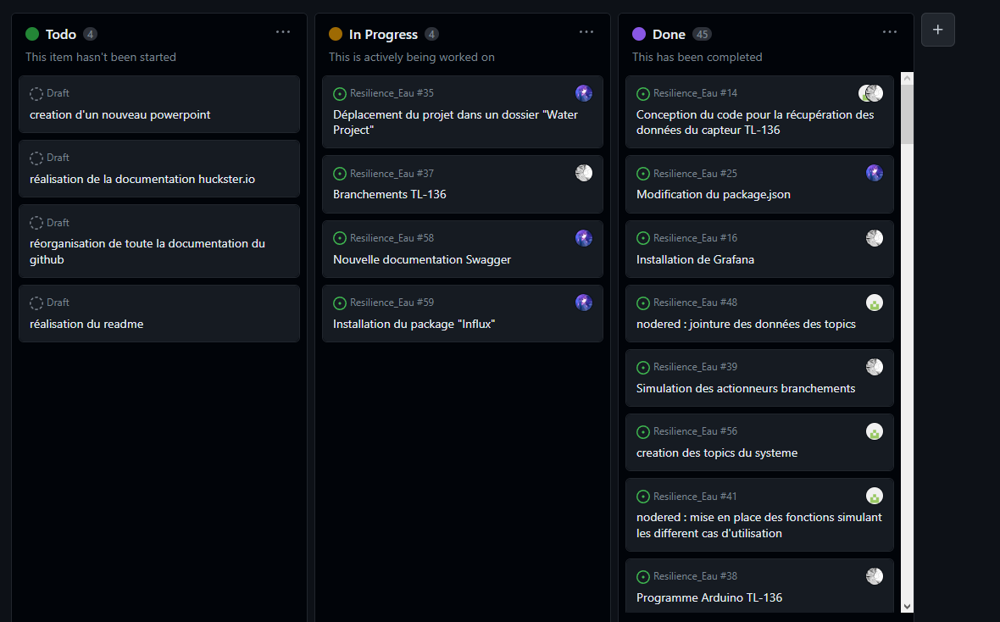 Todo 4
This item hasn't been started
Draft
creation d'un nouveau powerpoint
Draft
réalisation de la documentation huckster.io
Draft
réorganisation de toute la documentation du
github
Draft
réalisation du readme
In Progress 4
This is actively being worked on
Resilience_Eau #35
Déplacement du projet dans un dossier "Water
Project"
Resilience_Eau #37
Branchements TL-136
Resilience_Eau #58
Nouvelle documentation Swagger
Resilience_Eau #59
Installation du package "Influx"
Done 45
This has been completed
Resilience_Eau #14
Conception du code pour la récupération des
données du capteur TL-136
Resilience_Eau #25
Modification du package.json
Resilience_Eau #16
Installation de Grafana
Resilience_Eau #48
nodered : jointure des données des topics
Resilience_Eau #39
Simulation des actionneurs branchements
Resilience_Eau #56
creation des topics du systeme
Resilience_Eau #41
nodered : mise en place des fonctions simulant
les different cas d'utilisation
Resilience_Eau #38
Programme Arduino TL-136